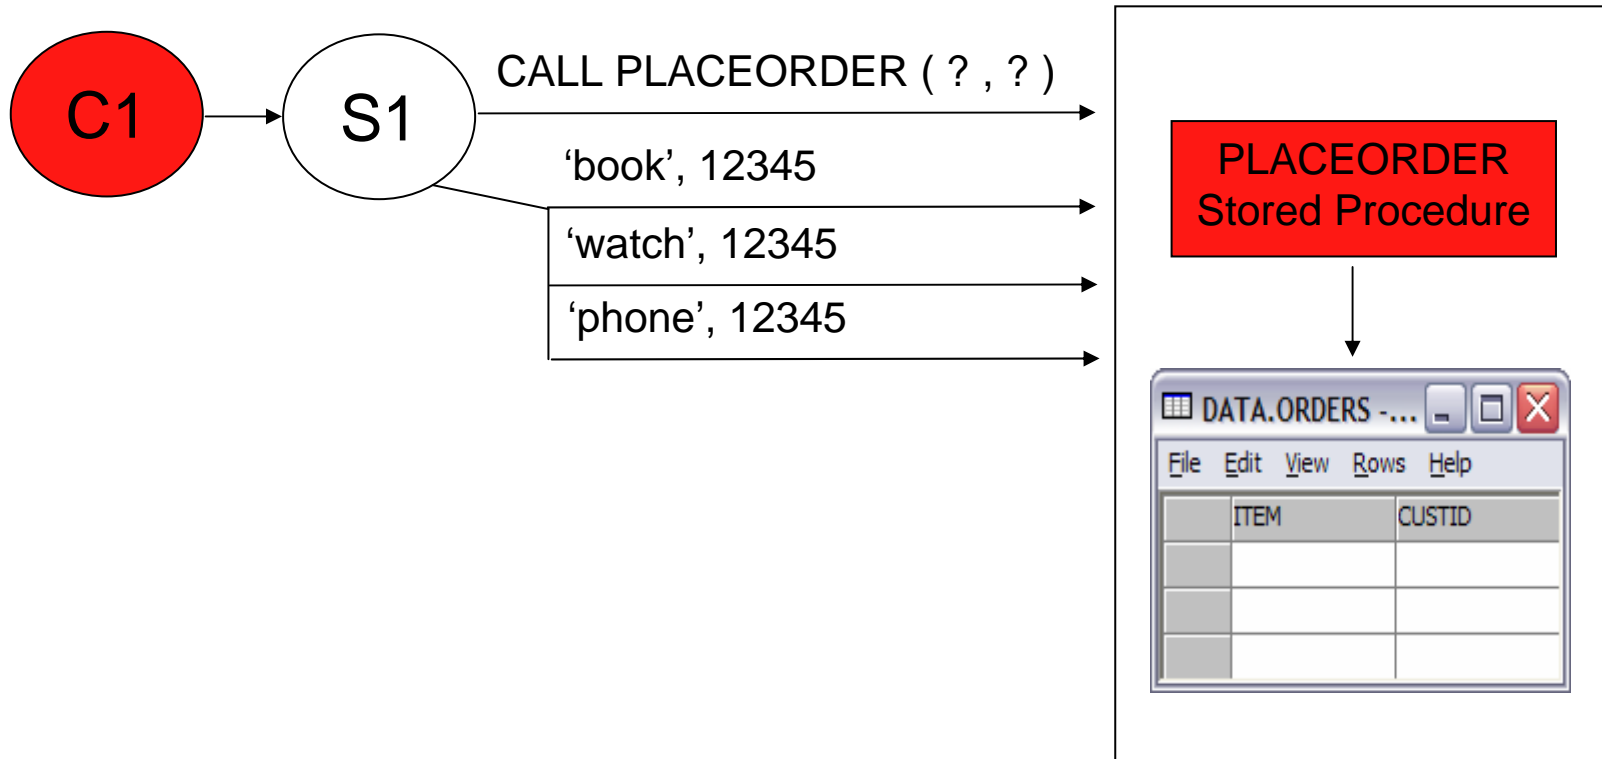 C1
S1
CALL PLACEORDER ( ? , ? )
‘book’, 12345
‘watch’, 12345
‘phone’, 12345
PLACEORDER
Stored Procedure
DATA.ORDERS -...
File Edit View Rows Help
ITEM CUSTID